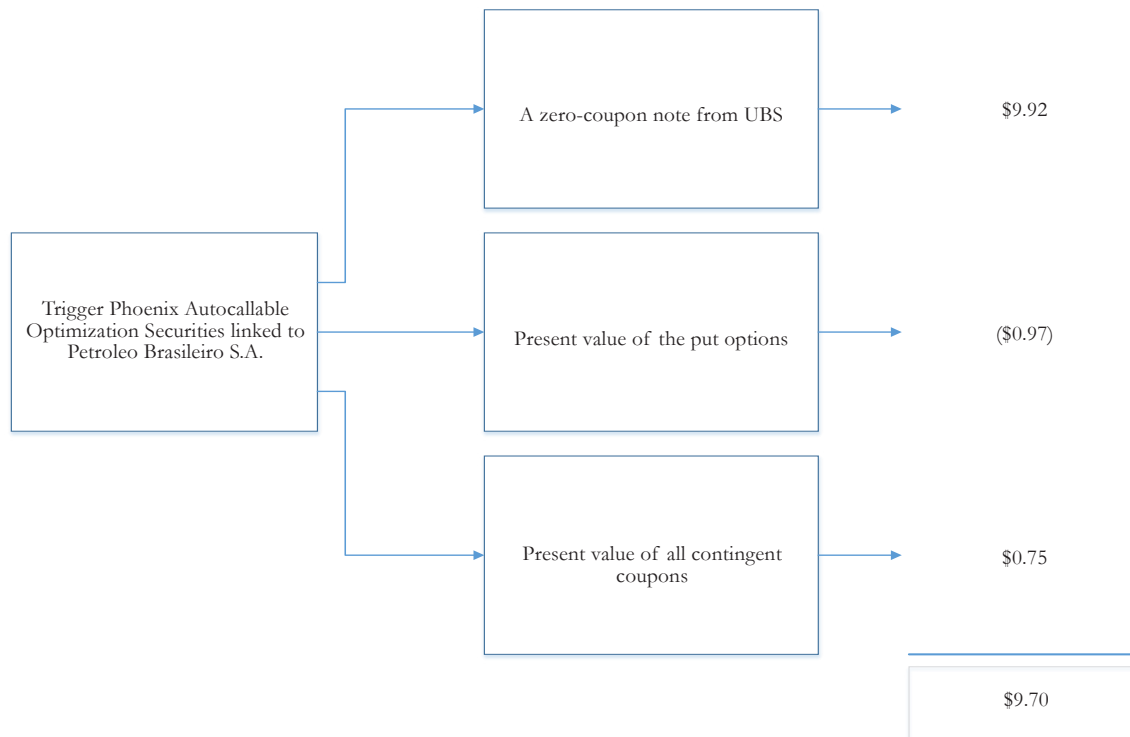 A zero-coupon note from UBS
$9.92
Trigger Phoenix Autocallable
Optimization Securities linked to
Petroleo Brasileiro S.A.
Present value of the put options
($0.97)
Present value of all contingent
coupons
$0.75
$9.70